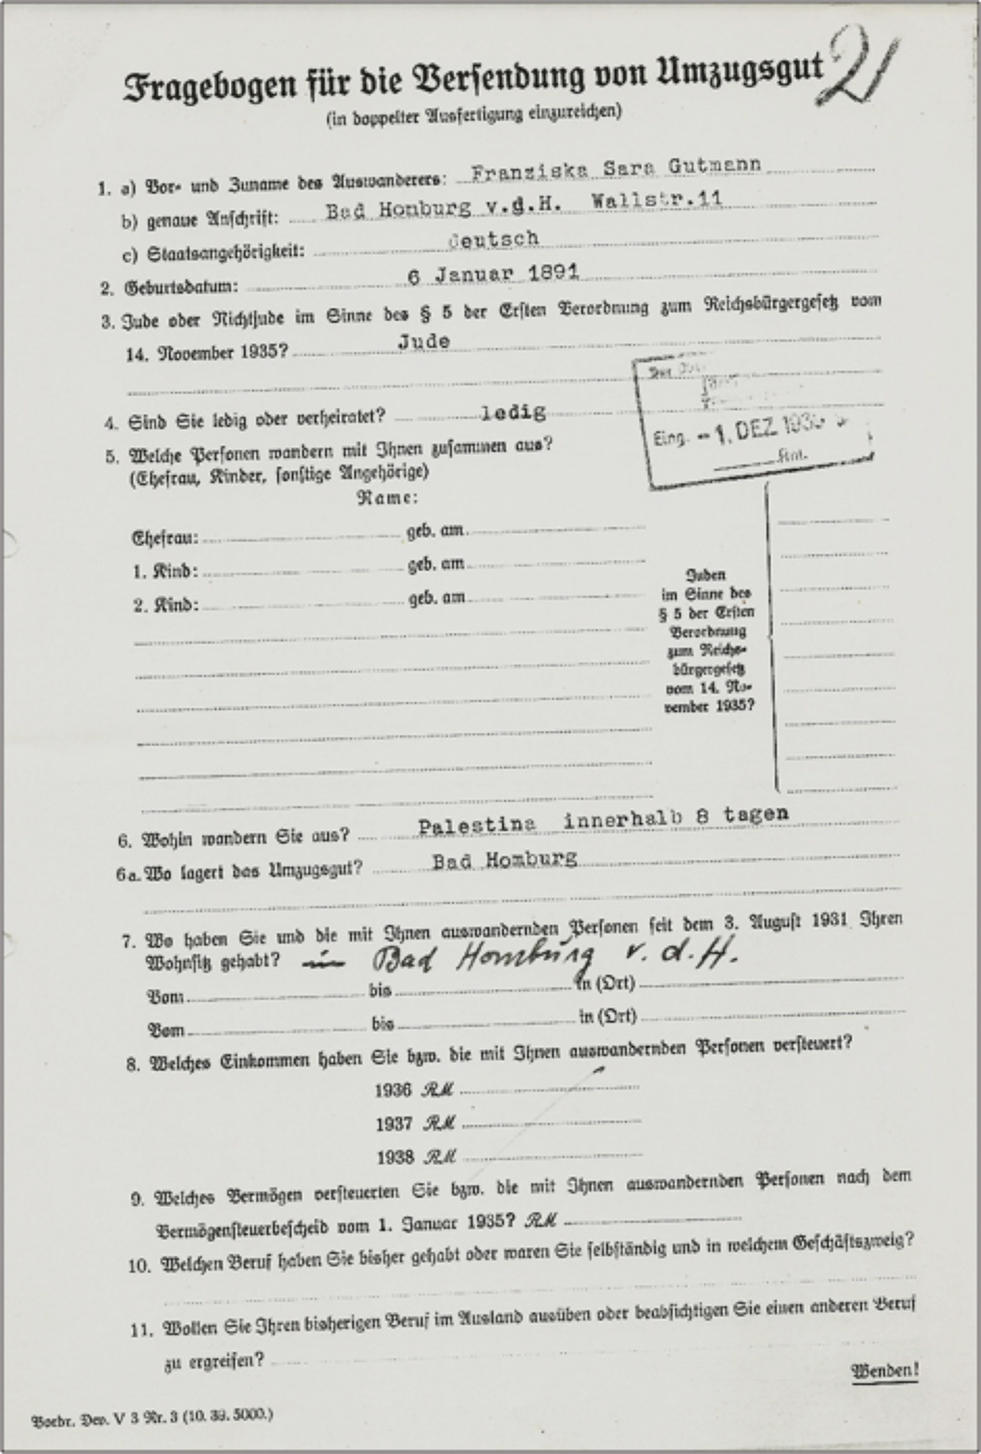 Fragebogen für die Versendung von Umzugsgut
21
(in doppelter Ausfertigung einzureichen)
1. a) Vor- und Zuname des Auswanderers: Franziska Sara Gutmann
b) genaue Anschrift: Bad Homburg v.d.H. Wallstr.11
c) Staatsangehörigkeit: deutsch
2. Geburtsdatum: 6 Januar 1891
3. Jude oder Nichtjude im Sinne des § 5 der Ersten Verordnung zum Reichsbürgergesetz vom
14. November 1935? Jude
Der
4. Sind Sie ledig oder verheiratet? ledig
Eing. -1. DEZ 193
Anl.
5. Welche Personen wandern mit Ihnen zusammen aus?
(Ehefrau, Kinder, sonstige Angehörige)
Name:
Ehefrau: geb. am
1. Kind: geb. am
2. Kind: geb. am
Juden
im Sinne des
§ 5 der Ersten
Verordnung
zum Reichs-
bürgergesetz
vom 14. No-
vember 1935?
6. Wohin wandern Sie aus? Palestina innerhalb 8 tagen
6a. Wo lagert das Umzugsgut? Bad Homburg
7. Wo haben Sie und die mit Ihnen auswandernden Personen seit dem 3. August 1931 Ihren
Wohnsitz gehabt? in Bad Homburg v. d. H.
Vom bis in (Ort)
Vom bis in (Ort)
8. Welches Einkommen haben Sie bzw. die mit Ihnen auswandernden Personen versteuert?
1936 RM
1937 RM
1938 RM
9. Welches Vermögen versteuerten Sie bzw. die mit Ihnen auswandernden Personen nach dem
Vermögensteuerbescheid vom 1. Januar 1935? RM
10. Welchen Beruf haben Sie bisher gehabt oder waren Sie selbständig und in welchem Geschäftszweig?
11. Wollen Sie Ihren bisherigen Beruf im Ausland ausüben oder beabsichtigen Sie einen anderen Beruf
zu ergreifen?
Wenden!
Vordr. Dev. V 3 Nr. 3 (10. 39. 5000.)